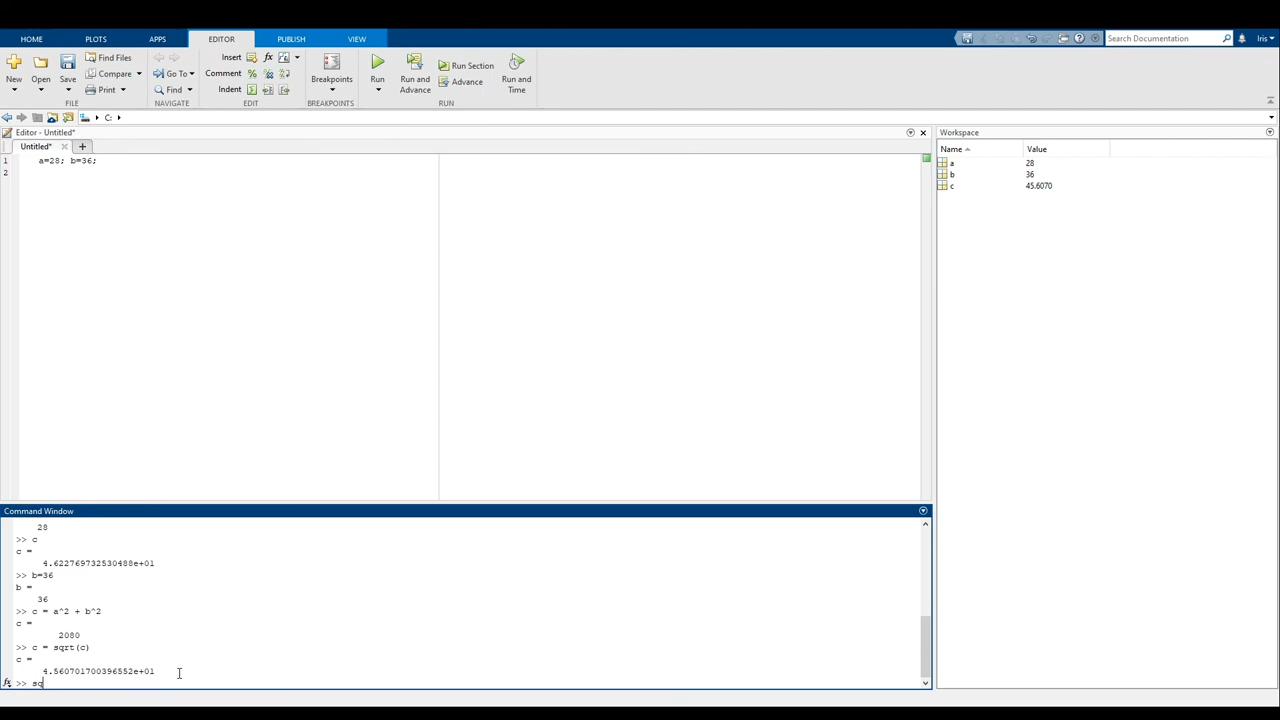 HOME PLOTS APPS EDITOR PUBLISH VIEW Search Documentation Iris
New Open Save Find Files Compare Print FILE
Go To Find NAVIGATE
Insert fx Comment Indent EDIT
Breakpoints BREAKPOINTS
Run Run and Advance Run Section Advance Run and Time RUN
C:
Editor - Untitled*
Untitled*
1 a=28; b=36;
2
Workspace
Name Value
a 28
b 36
c 45.6070
Command Window
28
>> c
c =
4.622769732530488e+01
>> b=36
b =
36
>> c = a^2 + b^2
c =
2080
>> c = sqrt(c)
c =
4.560701700396552e+01
fx >> sq